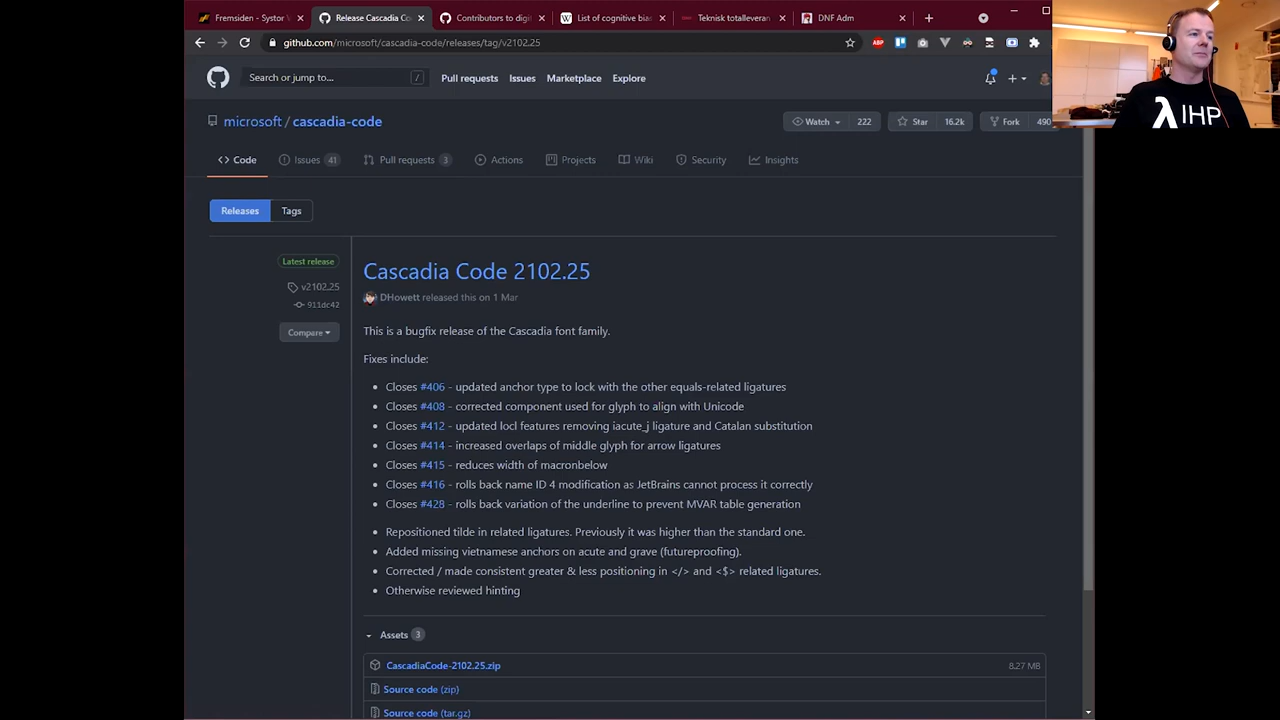 Fremsiden - Systor V
Release Cascadia Co
Contributors to digit
List of cognitive bia
Teknisk totalleveran
DNF Adm
github.com/microsoft/cascadia-code/releases/tag/v2102.25
ABP
Search or jump to...
/
Pull requests
Issues
Marketplace
Explore
microsoft / cascadia-code
Watch
222
Star
16.2k
Fork
490
λ IHP
Code
Issues 41
Pull requests 3
Actions
Projects
Wiki
Security
Insights
Releases
Tags
Latest release
v2102.25
911dc42
Compare
Cascadia Code 2102.25
DHowett released this on 1 Mar
This is a bugfix release of the Cascadia font family.
Fixes include:
• Closes #406 - updated anchor type to lock with the other equals-related ligatures
• Closes #408 - corrected component used for glyph to align with Unicode
• Closes #412 - updated locl features removing iacute_j ligature and Catalan substitution
• Closes #414 - increased overlaps of middle glyph for arrow ligatures
• Closes #415 - reduces width of macronbelow
• Closes #416 - rolls back name ID 4 modification as JetBrains cannot process it correctly
• Closes #428 - rolls back variation of the underline to prevent MVAR table generation
• Repositioned tilde in related ligatures. Previously it was higher than the standard one.
• Added missing vietnamese anchors on acute and grave (futureproofing).
• Corrected / made consistent greater & less positioning in </> and <$> related ligatures.
• Otherwise reviewed hinting
Assets 3
CascadiaCode-2102.25.zip
8.27 MB
Source code (zip)
Source code (tar.gz)